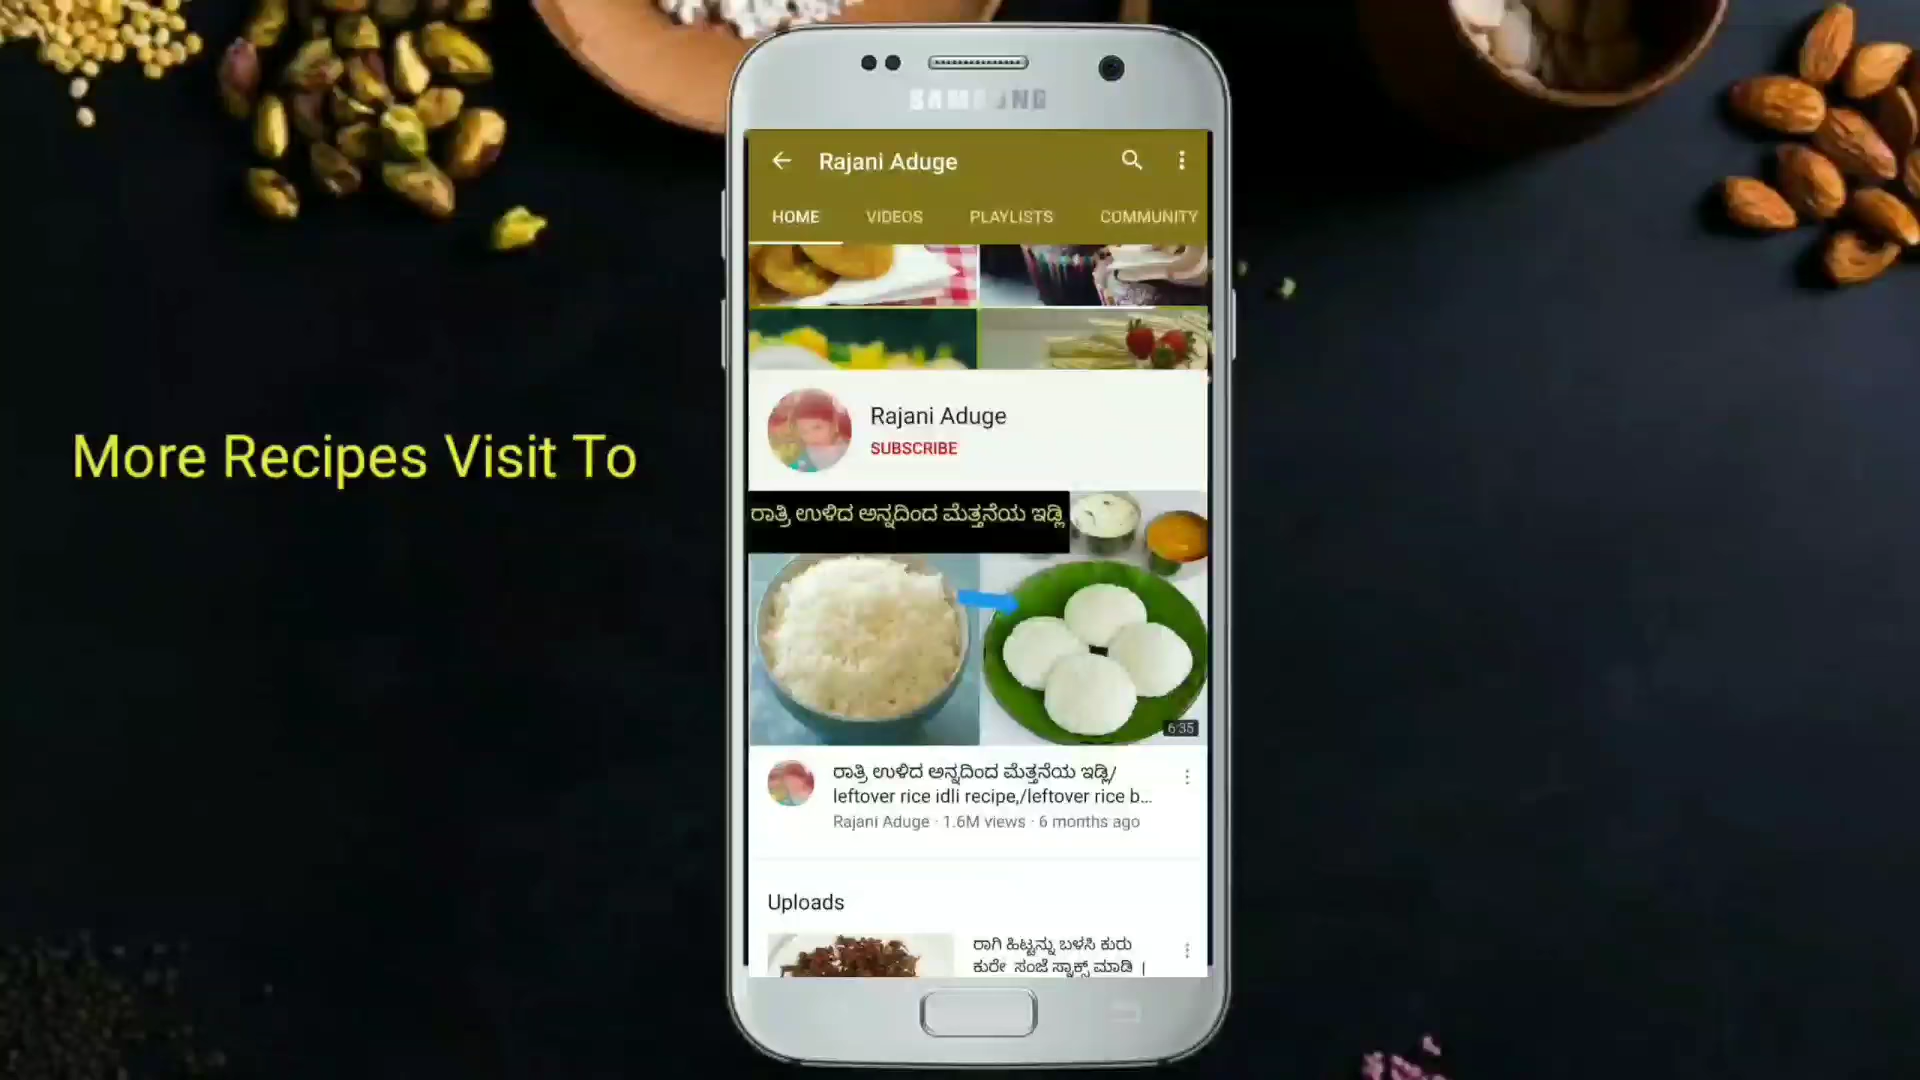 SAMSUNG
Rajani Aduge
HOME VIDEOS PLAYLISTS COMMUNITY
More Recipes Visit To
Rajani Aduge
SUBSCRIBE
ರಾತ್ರಿ ಉಳಿದ ಅನ್ನದಿಂದ ಮೆತ್ತನೆಯ ಇಡ್ಲಿ
6:35
ರಾತ್ರಿ ಉಳಿದ ಅನ್ನದಿಂದ ಮೆತ್ತನೆಯ ಇಡ್ಲಿ/
leftover rice idli recipe,/leftover rice b...
Rajani Aduge · 1.6M views · 6 months ago
Uploads
ರಾಗಿ ಹಿಟ್ಟನ್ನು ಬಳಸಿ ಕುರು
ಕುರೇ ಸಂಜೆ ಸ್ನಾಕ್ಸ್ ಮಾಡಿ |